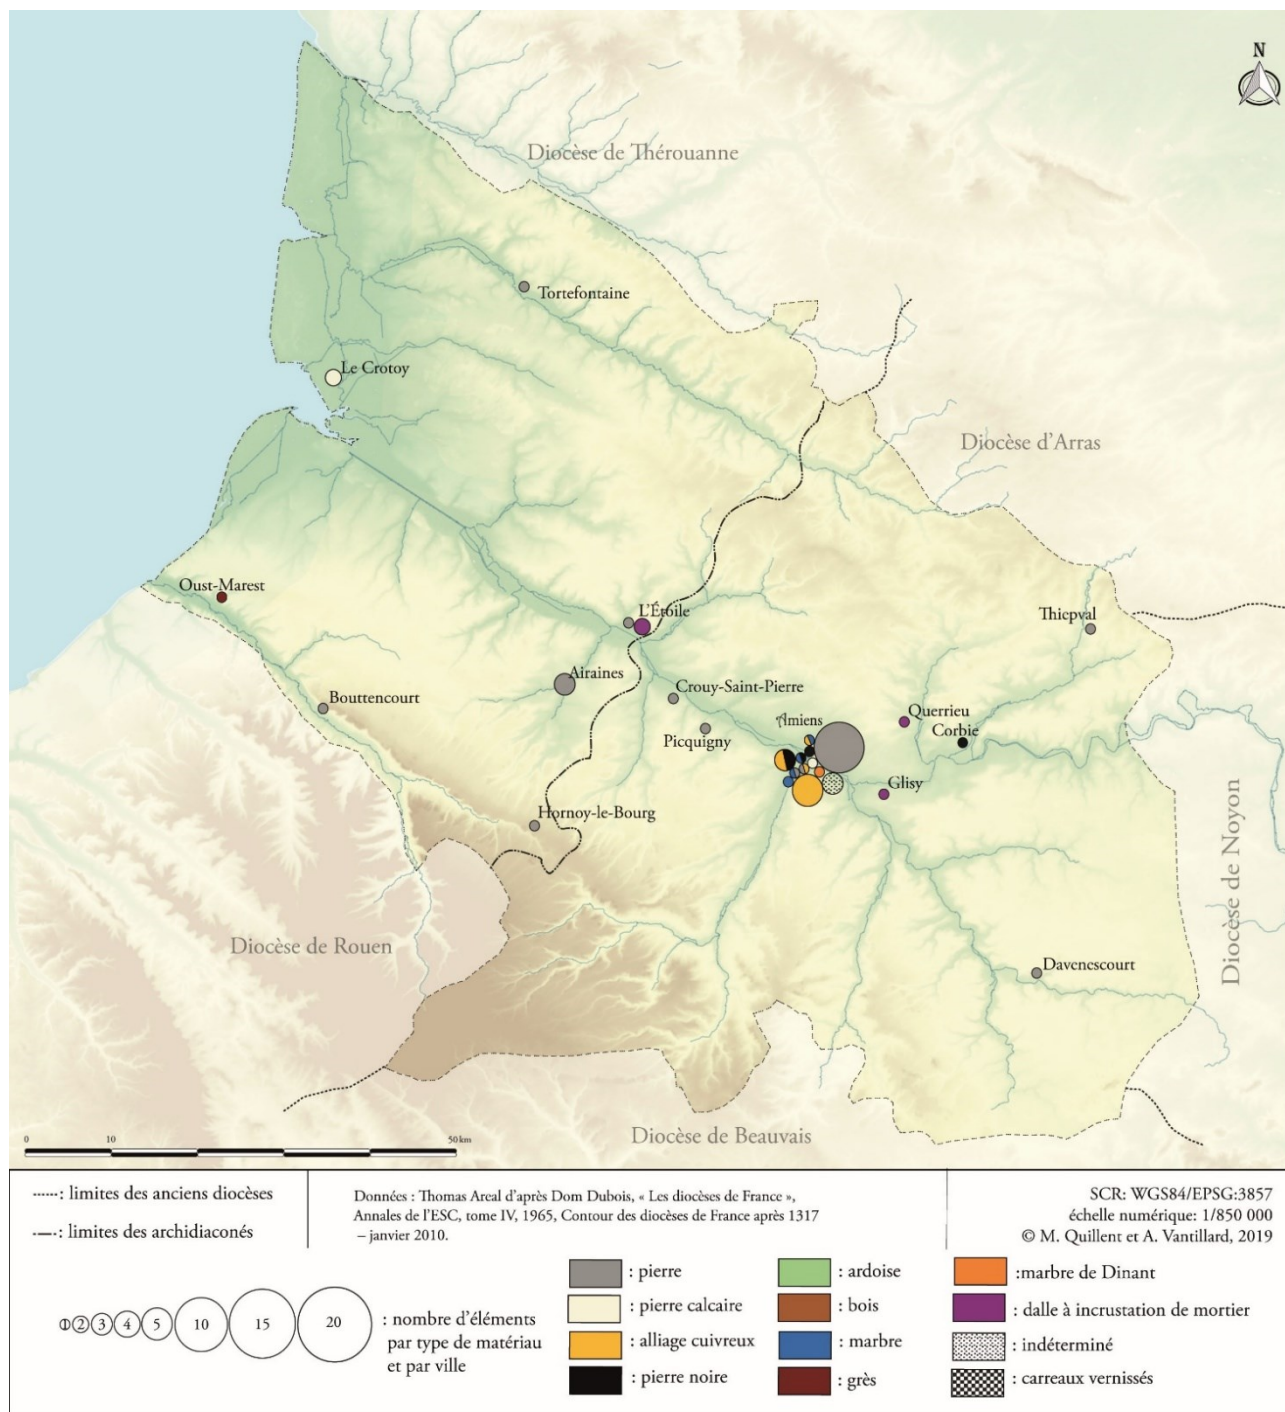 N
Diocèse de Thérouanne
Tortefontaine
Le Crotoy
Diocèse d'Arras
Oust-Marest
L'Étoile
Thiepval
Airaines
Bouttencourt
Crouy-Saint-Pierre
Querrieu
Amiens
Corbie
Picquigny
Glisy
Hornoy-le-Bourg
Diocèse de Noyon
Diocèse de Rouen
Davenescourt
Diocèse de Beauvais
0 10 50 km
: limites des anciens diocèses
: limites des archidiaconés
Données : Thomas Areal d'après Dom Dubois, « Les diocèses de France »,
Annales de l'ESC, tome IV, 1965, Contour des diocèses de France après 1317
– janvier 2010.
SCR: WGS84/EPSG:3857
échelle numérique: 1/850 000
© M. Quillent et A. Vantillard, 2019
1 2 3 4 5 10 15 20
: nombre d'éléments
par type de matériau
et par ville
: pierre
: pierre calcaire
: alliage cuivreux
: pierre noire
: ardoise
: bois
: marbre
: grès
:marbre de Dinant
: dalle à incrustation de mortier
: indéterminé
: carreaux vernissés